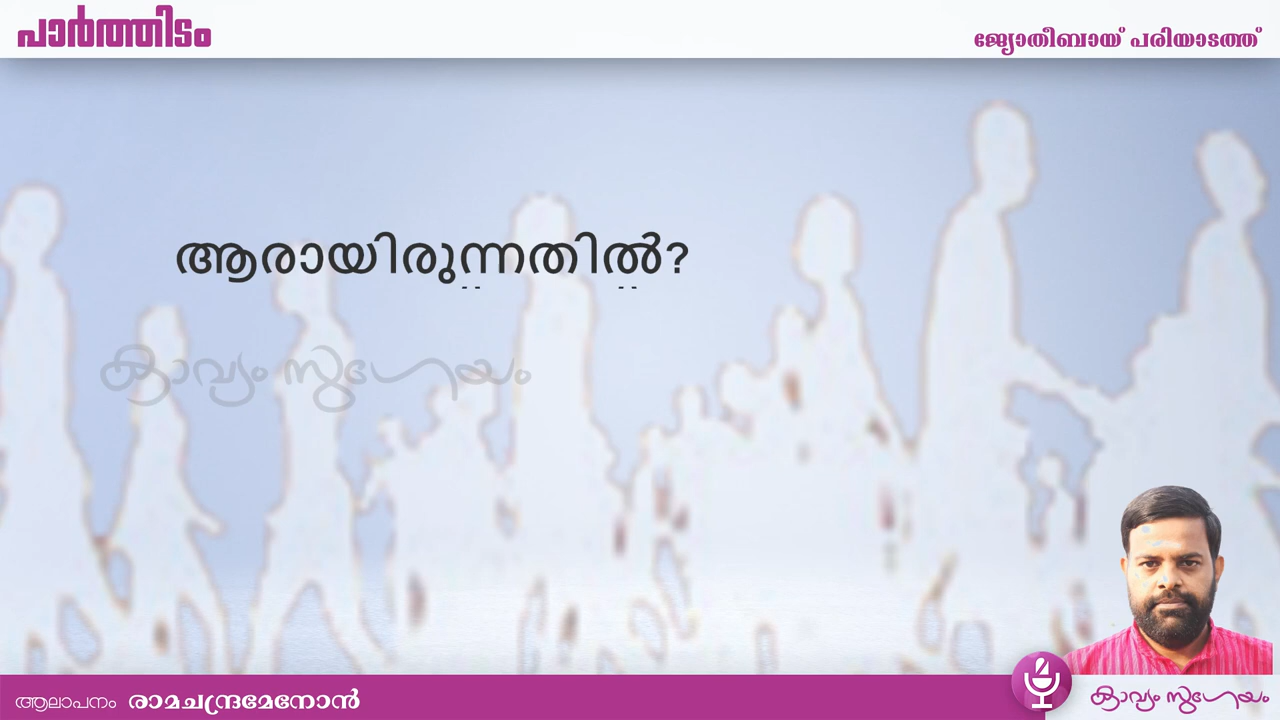 പാർത്തിടം
ജ്യോതീബായ് പരിയാടത്ത്
ആരായിരുന്നതിൽ?
കാവ്യം സുഗേയം
ആലാപനം രാമചന്ദ്രമേനോൻ
കാവ്യം സുഗേയം